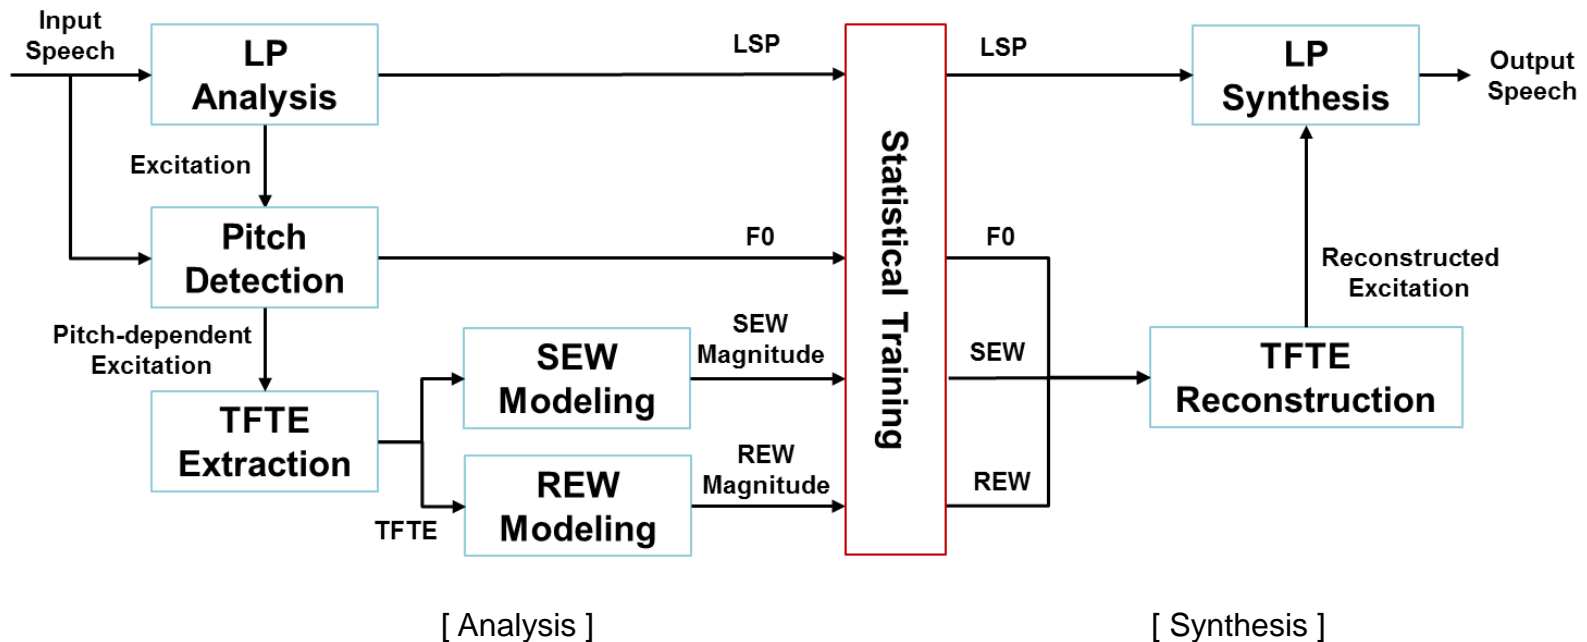 Input
Speech
LP
Analysis
LSP
LSP
LP
Synthesis
Output
Speech
Excitation
Pitch
Detection
F0
Statistical Training
F0
Reconstructed
Excitation
Pitch-dependent
Excitation
SEW
Modeling
SEW
Magnitude
SEW
TFTE
Reconstruction
TFTE
Extraction
TFTE
REW
Modeling
REW
Magnitude
REW
[ Analysis ]
[ Synthesis ]